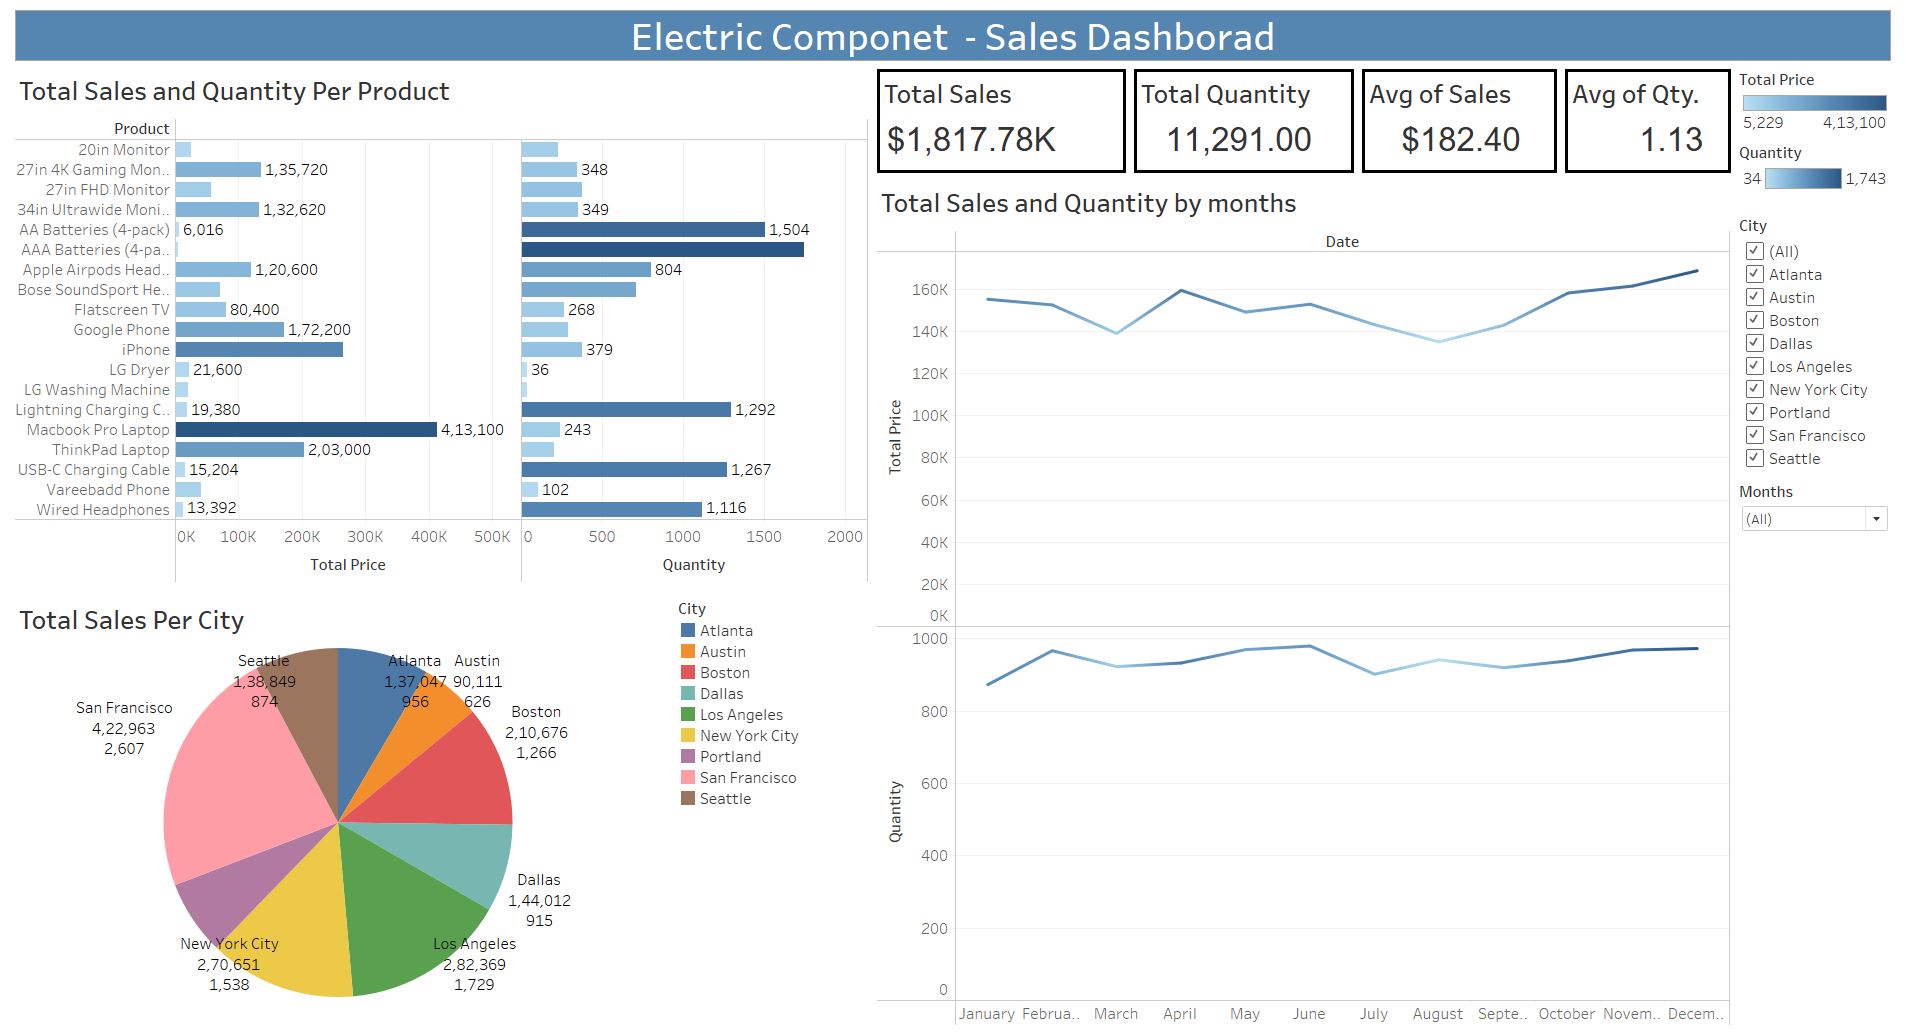 Electric Componet  - Sales Dashborad
Total Sales and Quantity Per Product
Product
20in Monitor
27in 4K Gaming Mon.. 1,35,720 348
27in FHD Monitor
34in Ultrawide Moni.. 1,32,620 349
AA Batteries (4-pack) 6,016 1,504
AAA Batteries (4-pa..
Apple Airpods Head.. 1,20,600 804
Bose SoundSport He..
Flatscreen TV 80,400 268
Google Phone 1,72,200
iPhone 379
LG Dryer 21,600 36
LG Washing Machine
Lightning Charging C.. 19,380 1,292
Macbook Pro Laptop 4,13,100 243
ThinkPad Laptop 2,03,000
USB-C Charging Cable 15,204 1,267
Vareebadd Phone 102
Wired Headphones 13,392 1,116
0K 100K 200K 300K 400K 500K 0 500 1000 1500 2000
Total Price Quantity
Total Sales
$1,817.78K
Total Quantity
11,291.00
Avg of Sales
$182.40
Avg of Qty.
1.13
Total Price
5,229 4,13,100
Quantity
34 1,743
City
(All)
Atlanta
Austin
Boston
Dallas
Los Angeles
New York City
Portland
San Francisco
Seattle
Months
(All)
Total Sales and Quantity by months
Date
160K
140K
120K
100K
80K
60K
40K
20K
0K
Total Price
1000
800
600
400
200
0
Quantity
January Februa.. March April May June July August Septe.. October Novem.. Decem..
Total Sales Per City
Seattle
1,38,849
874
Atlanta
1,37,047
956
Austin
90,111
626
San Francisco
4,22,963
2,607
Boston
2,10,676
1,266
Dallas
1,44,012
915
New York City
2,70,651
1,538
Los Angeles
2,82,369
1,729
City
Atlanta
Austin
Boston
Dallas
Los Angeles
New York City
Portland
San Francisco
Seattle